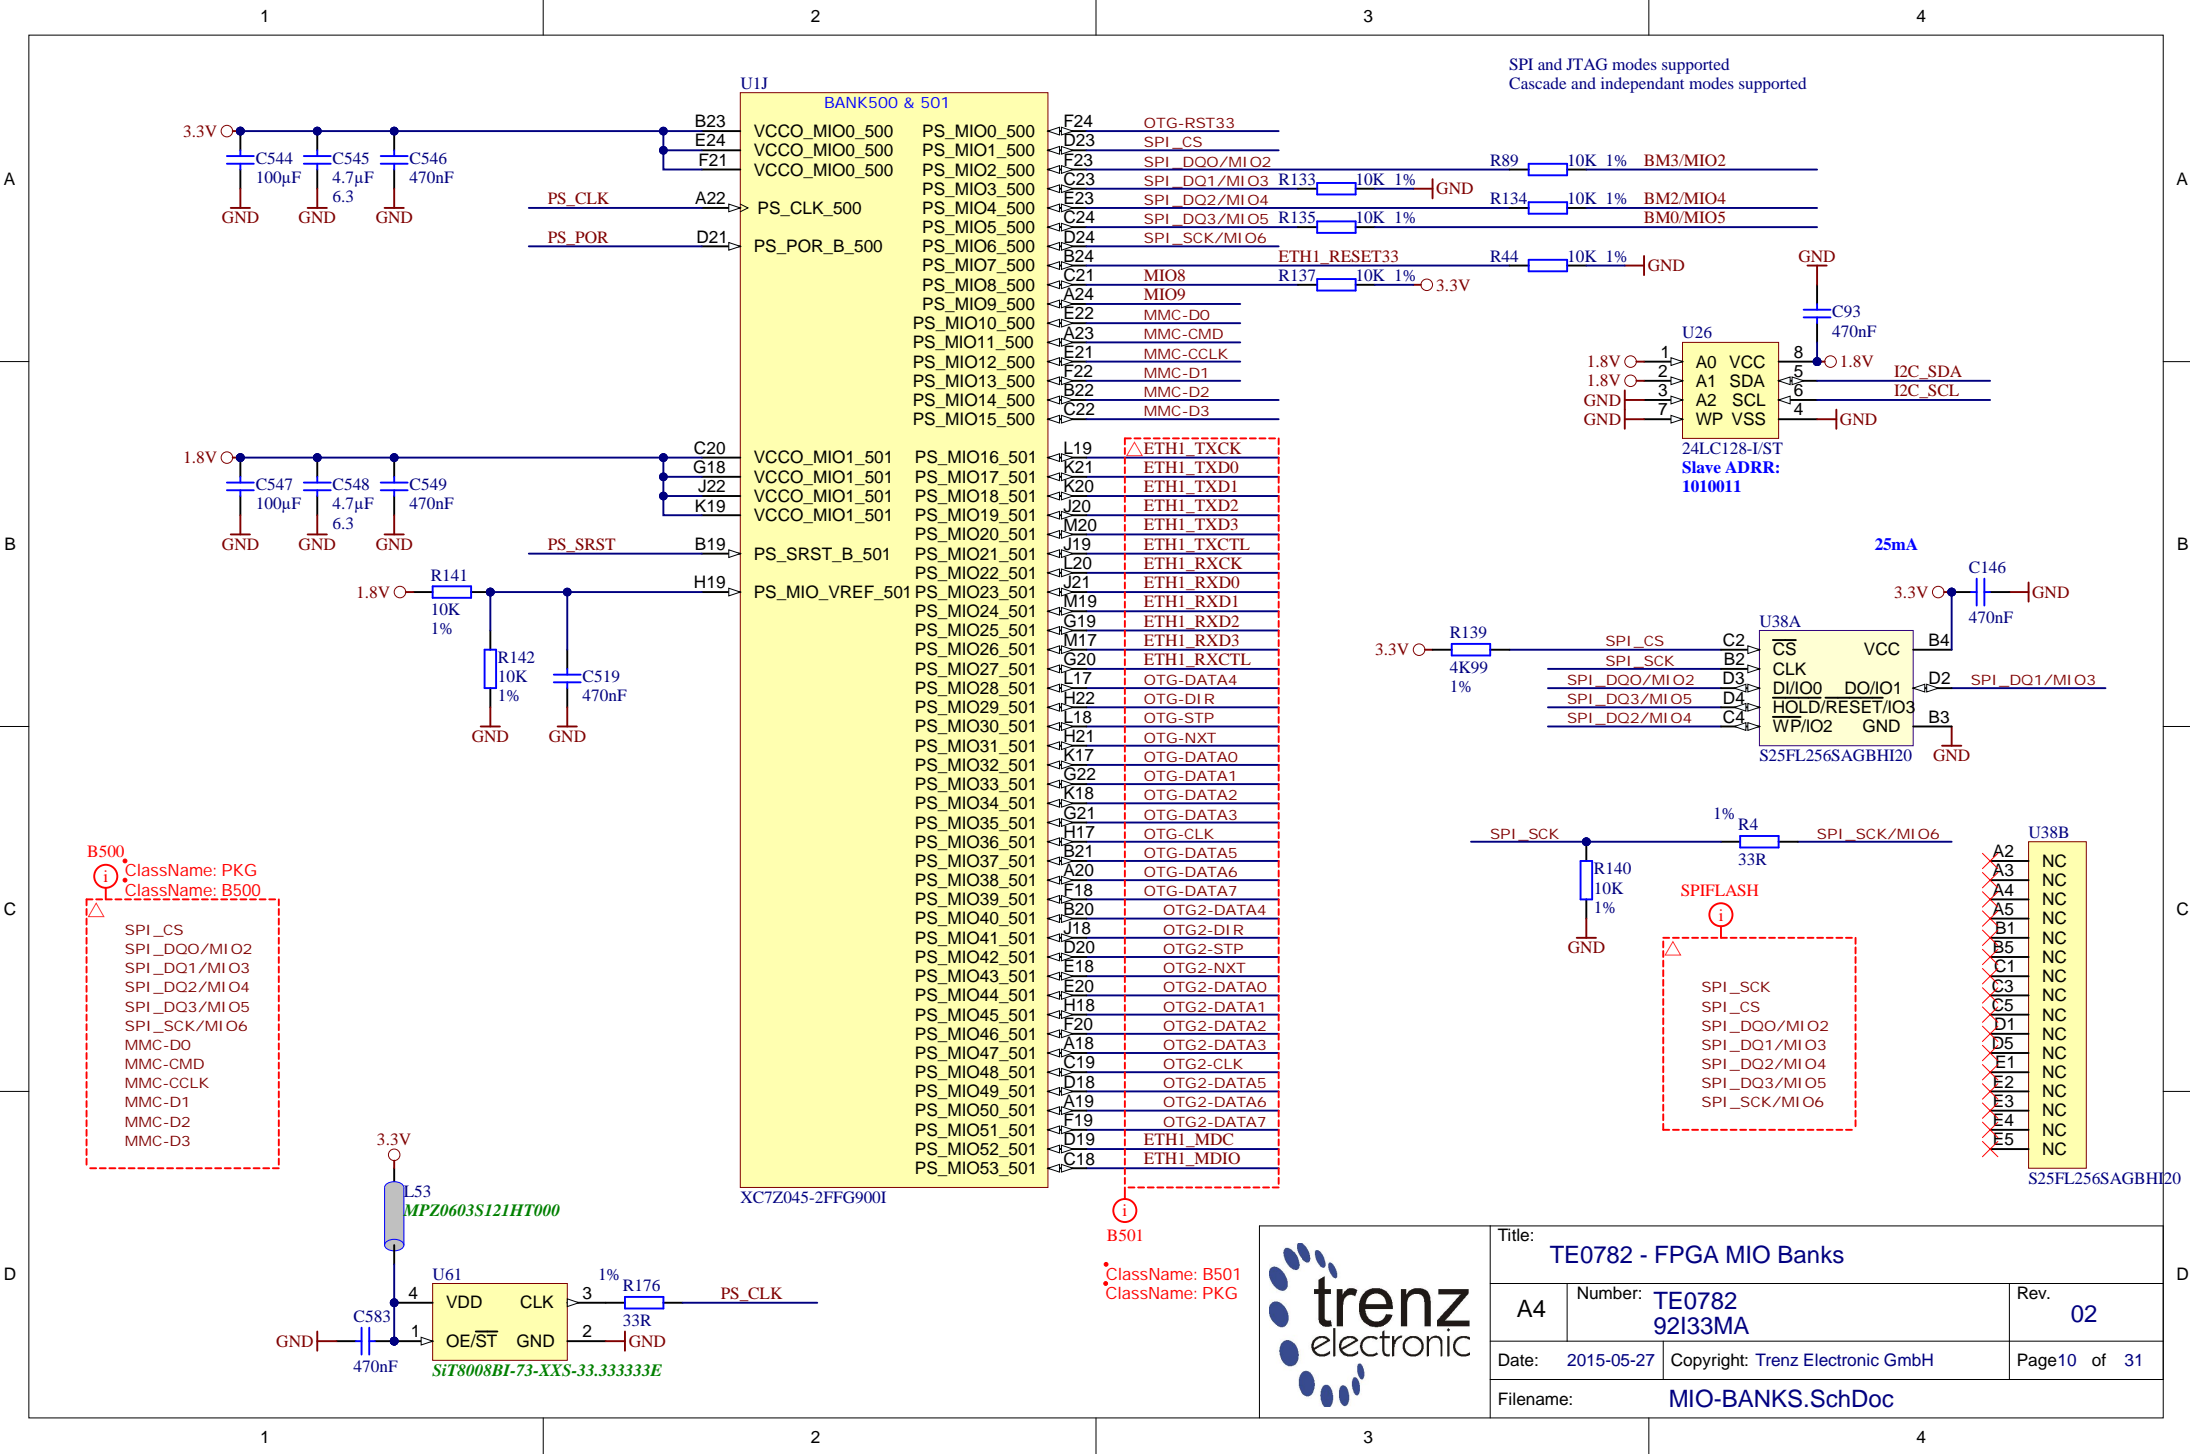 1 2 3 4
A A
B B
C C
D D
1 2 3 4
SPI and JTAG modes supported
Cascade and independant modes supported
U1J
BANK500 & 501
3.3V
C544
100µF
C545
4.7µF
6.3
C546
470nF
GND GND GND
B23 VCCO_MIO0_500
E24 VCCO_MIO0_500
F21 VCCO_MIO0_500
PS_CLK A22 PS_CLK_500
PS_POR D21 PS_POR_B_500
1.8V
C547
100µF
C548
4.7µF
6.3
C549
470nF
GND GND GND
C20 VCCO_MIO1_501
G18 VCCO_MIO1_501
J22 VCCO_MIO1_501
K19 VCCO_MIO1_501
PS_SRST B19 PS_SRST_B_501
1.8V
R141
10K
1%
H19 PS_MIO_VREF_501
R142
10K
1%
C519
470nF
GND GND
PS_MIO0_500 F24 OTG-RST33
PS_MIO1_500 D23 SPI_CS
PS_MIO2_500 F23 SPI_DQ0/MIO2 R89 10K 1% BM3/MIO2
PS_MIO3_500 C23 SPI_DQ1/MIO3 R133 10K 1% GND
PS_MIO4_500 E23 SPI_DQ2/MIO4 R134 10K 1% BM2/MIO4
PS_MIO5_500 C24 SPI_DQ3/MIO5 R135 10K 1% BM0/MIO5
PS_MIO6_500 D24 SPI_SCK/MIO6
PS_MIO7_500 B24 ETH1_RESET33 R44 10K 1% GND
PS_MIO8_500 C21 MIO8 R137 10K 1% 3.3V
PS_MIO9_500 A24 MIO9
PS_MIO10_500 E22 MMC-D0
PS_MIO11_500 A23 MMC-CMD
PS_MIO12_500 E21 MMC-CCLK
PS_MIO13_500 F22 MMC-D1
PS_MIO14_500 B22 MMC-D2
PS_MIO15_500 C22 MMC-D3
PS_MIO16_501 L19 ETH1_TXCK
PS_MIO17_501 K21 ETH1_TXD0
PS_MIO18_501 K20 ETH1_TXD1
PS_MIO19_501 J20 ETH1_TXD2
PS_MIO20_501 M20 ETH1_TXD3
PS_MIO21_501 J19 ETH1_TXCTL
PS_MIO22_501 L20 ETH1_RXCK
PS_MIO23_501 J21 ETH1_RXD0
PS_MIO24_501 M19 ETH1_RXD1
PS_MIO25_501 G19 ETH1_RXD2
PS_MIO26_501 M17 ETH1_RXD3
PS_MIO27_501 G20 ETH1_RXCTL
PS_MIO28_501 L17 OTG-DATA4
PS_MIO29_501 H22 OTG-DIR
PS_MIO30_501 L18 OTG-STP
PS_MIO31_501 H21 OTG-NXT
PS_MIO32_501 K17 OTG-DATA0
PS_MIO33_501 G22 OTG-DATA1
PS_MIO34_501 K18 OTG-DATA2
PS_MIO35_501 G21 OTG-DATA3
PS_MIO36_501 H17 OTG-CLK
PS_MIO37_501 B21 OTG-DATA5
PS_MIO38_501 A20 OTG-DATA6
PS_MIO39_501 F18 OTG-DATA7
PS_MIO40_501 B20 OTG2-DATA4
PS_MIO41_501 J18 OTG2-DIR
PS_MIO42_501 D20 OTG2-STP
PS_MIO43_501 E18 OTG2-NXT
PS_MIO44_501 E20 OTG2-DATA0
PS_MIO45_501 H18 OTG2-DATA1
PS_MIO46_501 F20 OTG2-DATA2
PS_MIO47_501 A18 OTG2-DATA3
PS_MIO48_501 C19 OTG2-CLK
PS_MIO49_501 D18 OTG2-DATA5
PS_MIO50_501 A19 OTG2-DATA6
PS_MIO51_501 F19 OTG2-DATA7
PS_MIO52_501 D19 ETH1_MDC
PS_MIO53_501 C18 ETH1_MDIO
XC7Z045-2FFG900I
i
B501
ClassName: B501
ClassName: PKG
GND
C93
470nF
U26
1.8V 1 A0 VCC 8 1.8V
1.8V 2 A1 SDA 5 I2C_SDA
GND 3 A2 SCL 6 I2C_SCL
GND 7 WP VSS 4 GND
24LC128-I/ST
Slave ADRR:
1010011
25mA
C146
3.3V GND
470nF
U38A
3.3V R139
4K99
1%
SPI_CS C2 CS VCC B4
SPI_SCK B2 CLK
SPI_DQ0/MIO2 D3 DI/IO0 DO/IO1 D2 SPI_DQ1/MIO3
SPI_DQ3/MIO5 D4 HOLD/RESET/IO3
SPI_DQ2/MIO4 C4 WP/IO2 GND B3
S25FL256SAGBHI20 GND
SPI_SCK
1%
R4
33R
SPI_SCK/MIO6
R140
10K
1%
GND
SPIFLASH
i
SPI_SCK
SPI_CS
SPI_DQ0/MIO2
SPI_DQ1/MIO3
SPI_DQ2/MIO4
SPI_DQ3/MIO5
SPI_SCK/MIO6
U38B
A2 NC
A3 NC
A4 NC
A5 NC
B1 NC
B5 NC
C1 NC
C3 NC
C5 NC
D1 NC
D5 NC
E1 NC
E2 NC
E3 NC
E4 NC
E5 NC
S25FL256SAGBHI20
B500
i
ClassName: PKG
ClassName: B500
SPI_CS
SPI_DQ0/MIO2
SPI_DQ1/MIO3
SPI_DQ2/MIO4
SPI_DQ3/MIO5
SPI_SCK/MIO6
MMC-D0
MMC-CMD
MMC-CCLK
MMC-D1
MMC-D2
MMC-D3
3.3V
L53
MPZ0603S121HT000
U61
4 VDD CLK 3
1 OE/ST GND 2 GND
1%
R176
33R
PS_CLK
C583
GND
470nF
SiT8008BI-73-XXS-33.333333E
trenz
electronic
Title:
TE0782 - FPGA MIO Banks
A4
Number: TE0782
92I33MA
Rev.
02
Date: 2015-05-27 Copyright: Trenz Electronic GmbH Page10 of 31
Filename: MIO-BANKS.SchDoc